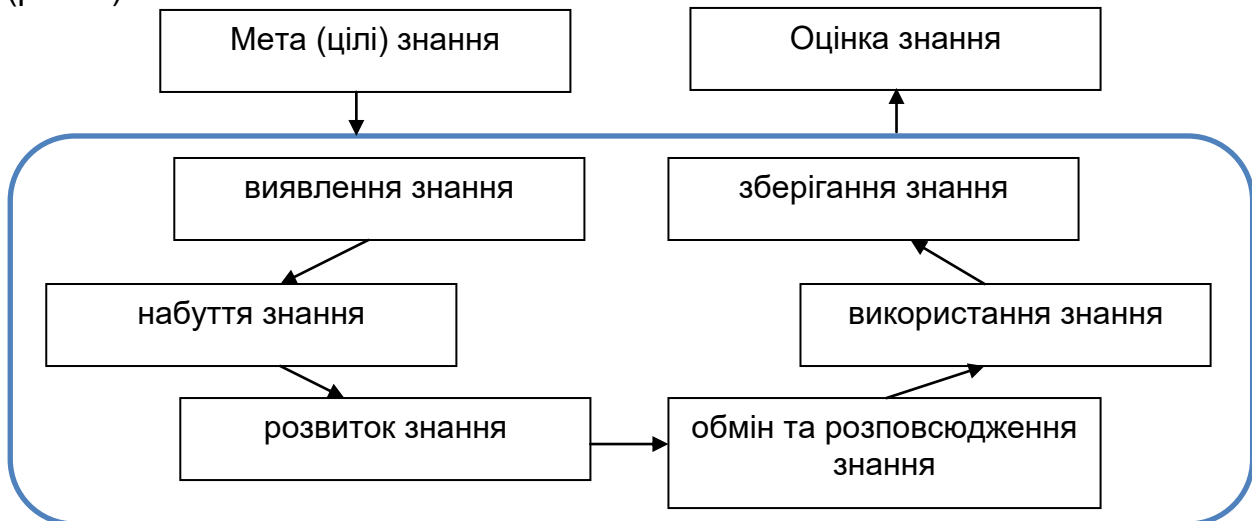 Мета (цілі) знання
Оцінка знання
виявлення знання
зберігання знання
набуття знання
використання знання
розвиток знання
обмін та розповсюдження
знання